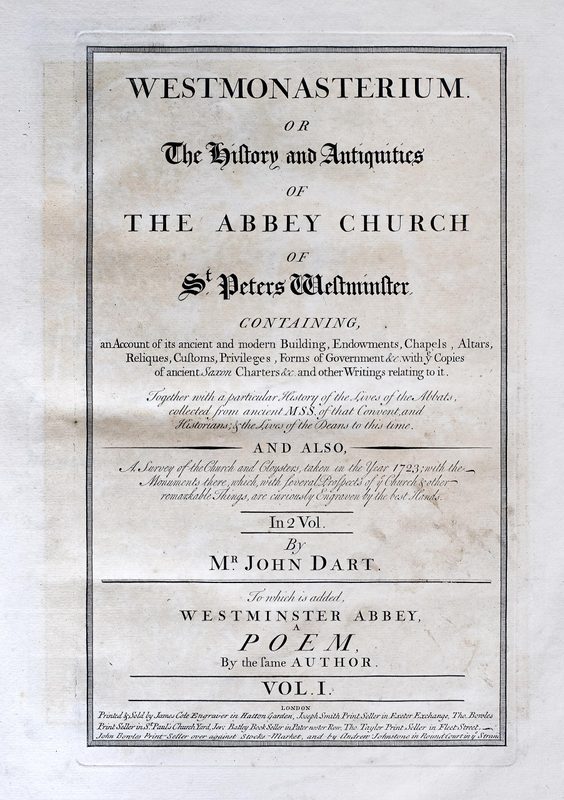 WESTMONASTERIUM.
OR
The Hiſtory and Antiquities
OF
THE ABBEY CHURCH
OF
St. Peters Weſtminſter
CONTAINING,
an Account of its ancient and modern Building, Endowments, Chapels, Altars,
Reliques, Cuſtoms, Privileges, Forms of Government &c. with ye Copies
of ancient Saxon Charters &c. and other Writings relating to it.
Together with a particular History of the Lives of the Abbats,
collected from ancient MSS. of that Convent, and
Historians; & the Lives of the Deans to this time.
AND ALSO,
A Survey of the Church and Cloysters, taken in the Year 1723; with the
Monuments there, which, with ſeveral Proſpects of ye Church & other
remarkable Things, are curiously Engraven by the best Hands.
In 2 Vol.
By
MR. JOHN DART.
To which is added,
WESTMINSTER ABBEY,
A
POEM,
By the ſame AUTHOR.
VOL. I.
LONDON
Printed & Sold by James Cole Engraver in Hatton Garden, Joseph Smith Print Seller in Exeter Exchange, Tho. Bowles
Print Seller in St. Paul's Church Yard, Jer. Batley Book Seller in Pater noster Row, Tho. Taylor Print Seller in Fleet Street,
John Bowles Print Seller over against Stocks Market, and by Andrew Johnstone in Round Court in ye Strand